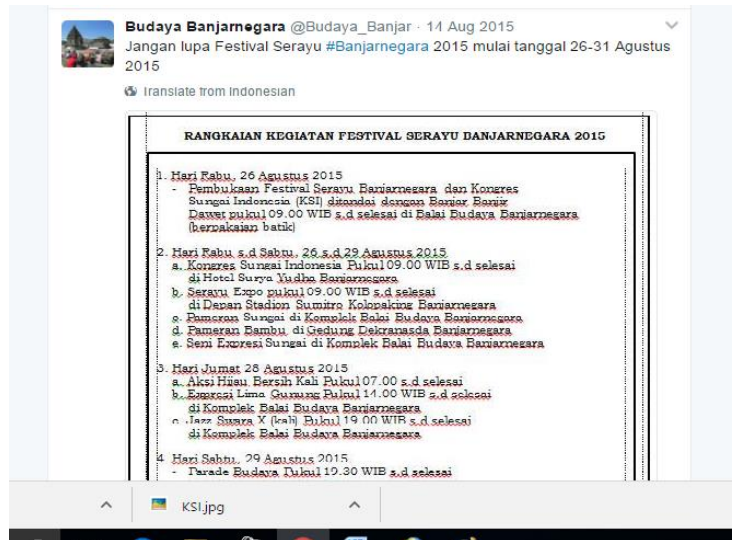 Budaya Banjarnegara @Budaya_Banjar · 14 Aug 2015
Jangan lupa Festival Serayu #Banjarnegara 2015 mulai tanggal 26-31 Agustus
2015
Translate from Indonesian
RANGKAIAN KEGIATAN FESTIVAL SERAYU BANJARNEGARA 2015
1. Hari Rabu, 26 Agustus 2015
- Pembukaan Festival Serayu Banjarnegara dan Kongres
Sungai Indonesia (KSI) ditandai dengan Banjar Banjir
Dawet pukul 09.00 WIB s.d selesai di Balai Budaya Banjarnegara
(berpakaian batik)
2. Hari Rabu s.d Sabtu, 26 s.d 29 Agustus 2015
a. Kongres Sungai Indonesia Pukul 09.00 WIB s.d selesai
di Hotel Surya Yudha Banjarnegara
b. Serayu Expo pukul 09.00 WIB s.d selesai
di Depan Stadion Sumitro Kolopaking Banjarnegara
c. Pameran Sungai di Komplek Balai Budaya Banjarnegara
d. Pameran Bambu di Gedung Dekranasda Banjarnegara
e. Seni Expresi Sungai di Komplek Balai Budaya Banjarnegara
3. Hari Jumat 28 Agustus 2015
a. Aksi Hijau Bersih Kali Pukul 07.00 s.d selesai
b. Expresi Lima Gunung Pukul 14.00 WIB s.d selesai
di Komplek Balai Budaya Banjarnegara
c. Jazz Swara X (kali) Pukul 19.00 WIB s.d selesai
di Komplek Balai Budaya Banjarnegara
4 Hari Sabtu, 29 Agustus 2015
- Parade Budaya Pukul 19.30 WIB s.d selesai
KSI.jpg